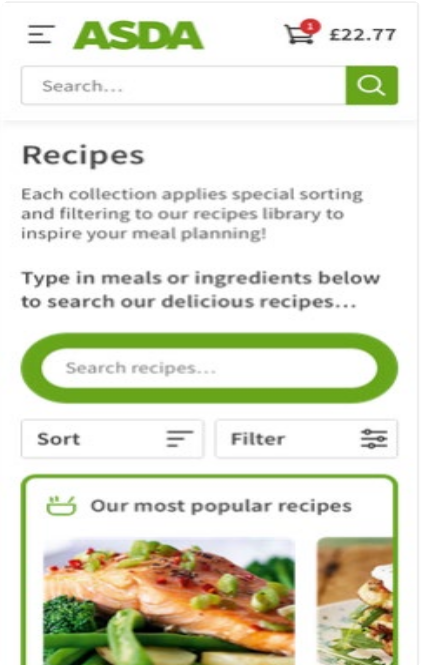 ASDA
1
£22.77
Search...
Recipes
Each collection applies special sorting
and filtering to our recipes library to
inspire your meal planning!
Type in meals or ingredients below
to search our delicious recipes...
Search recipes...
Sort
Filter
Our most popular recipes